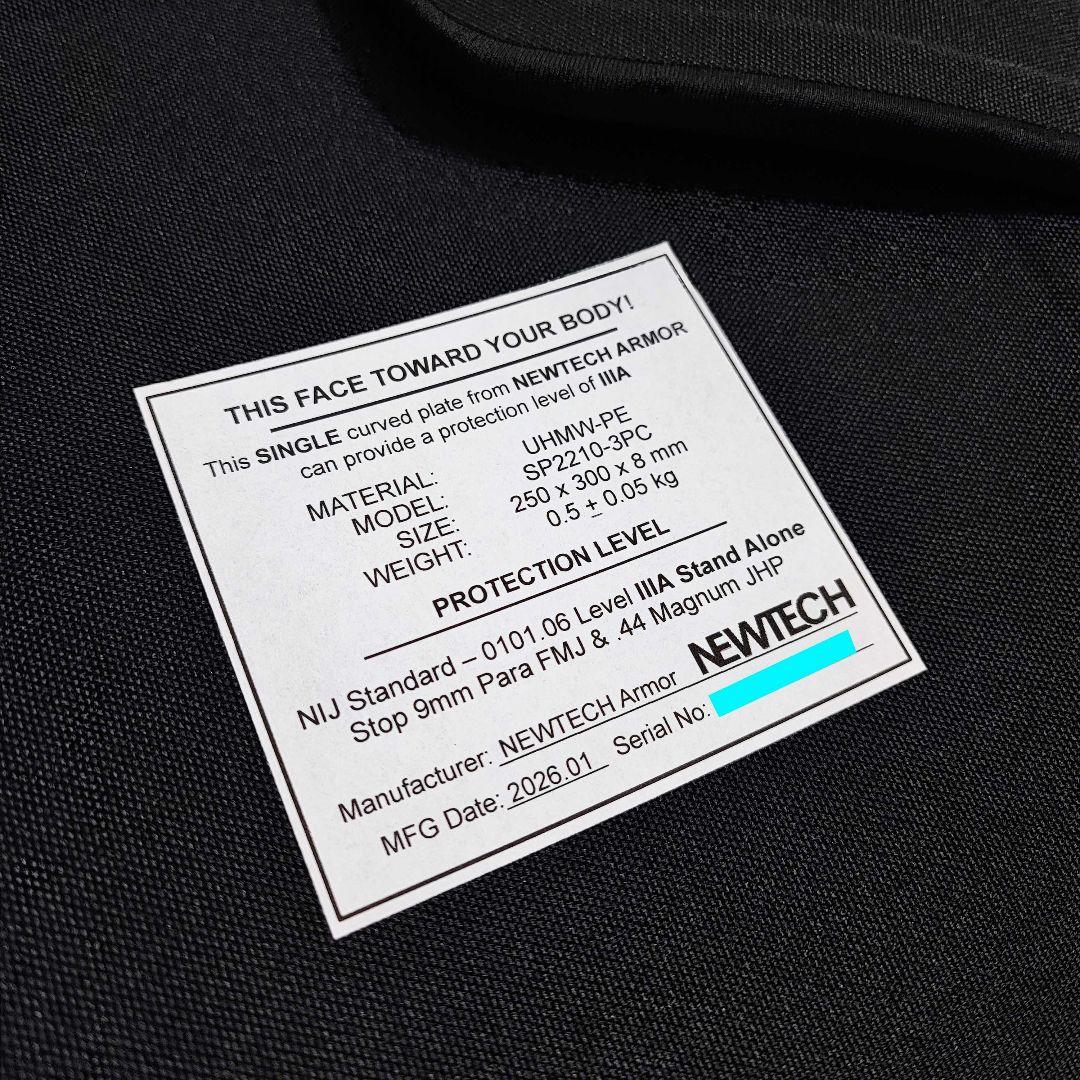 THIS FACE TOWARD YOUR BODY!
This SINGLE curved plate from NEWTECH ARMOR
can provide a protection level of IIIA
MATERIAL: UHMW-PE
MODEL: SP2210-3PC
SIZE: 250 x 300 x 8 mm
WEIGHT: 0.5 ± 0.05 kg
PROTECTION LEVEL
NIJ Standard – 0101.06 Level IIIA Stand Alone
Stop 9mm Para FMJ & .44 Magnum JHP
Manufacturer: NEWTECH Armor NEWTECH
MFG Date: 2026.01 Serial No: